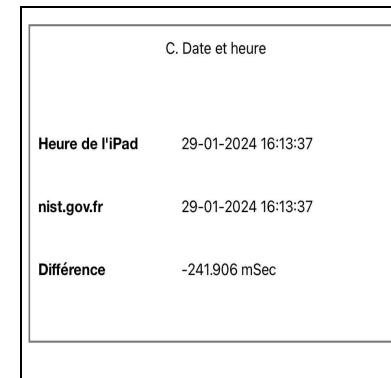 C. Date et heure
Heure de l'iPad 29-01-2024 16:13:37
nist.gov.fr 29-01-2024 16:13:37
Différence -241.906 mSec